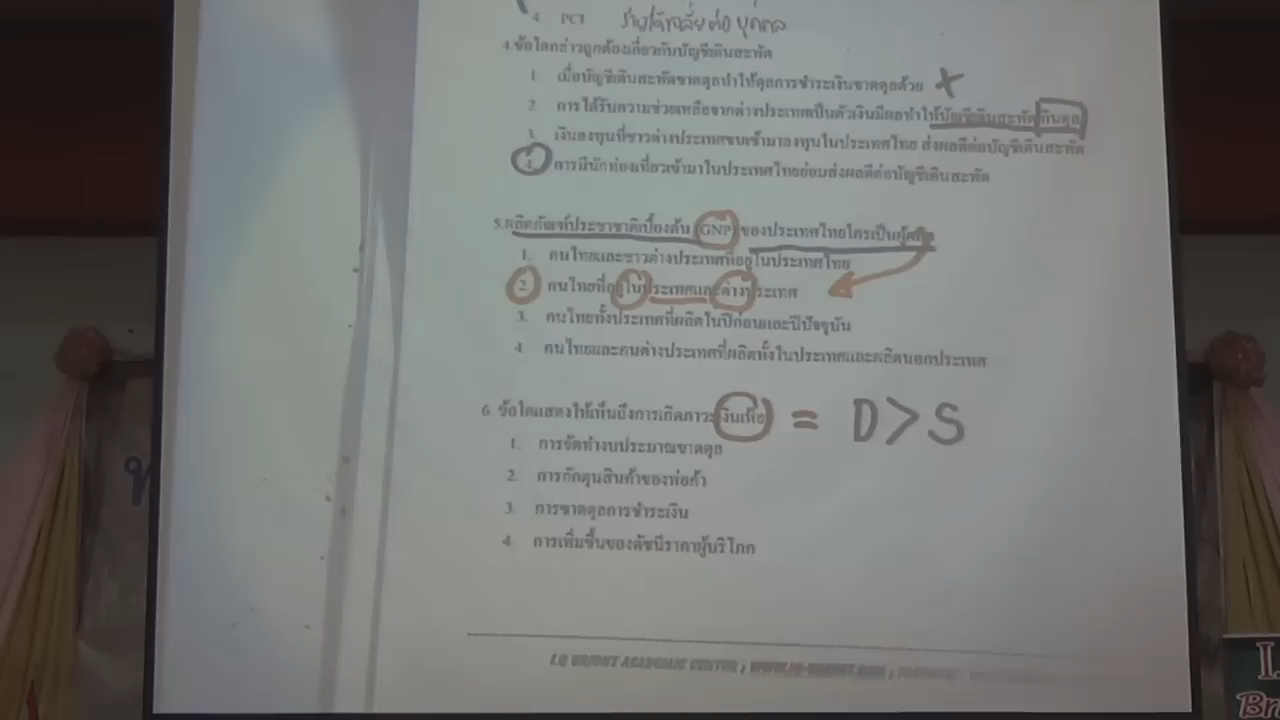 4. PCI รายได้เฉลี่ยต่อบุคคล
4.ข้อใดกล่าวถูกต้องเกี่ยวกับบัญชีเดินสะพัด
1. เมื่อบัญชีเดินสะพัดขาดดุลทำให้ดุลการชำระเงินขาดดุลด้วย ×
2. การได้รับความช่วยเหลือจากต่างประเทศเป็นตัวเงินมีผลทำให้บัญชีเดินสะพัดเกินดุล
3. เงินลงทุนที่ชาวต่างประเทศขนเข้ามาลงทุนในประเทศไทย ส่งผลดีต่อบัญชีเดินสะพัด
4. การมีนักท่องเที่ยวเข้ามาในประเทศไทยย่อมส่งผลดีต่อบัญชีเดินสะพัด
5.ผลิตภัณฑ์ประชาชาติเบื้องต้น (GNP) ของประเทศไทยใครเป็นผู้ผลิต
1. คนไทยและชาวต่างประเทศที่อยู่ในประเทศไทย
2. คนไทยที่อยู่ในประเทศและต่างประเทศ
3. คนไทยทั้งประเทศที่ผลิตในปีก่อนและปีปัจจุบัน
4. คนไทยและคนต่างประเทศที่ผลิตทั้งในประเทศและผลิตนอกประเทศ
6. ข้อใดแสดงให้เห็นถึงการเกิดภาวะเงินเฟ้อ = D>S
1. การจัดทำงบประมาณขาดดุล
2. การกักตุนสินค้าของพ่อค้า
3. การขาดดุลการชำระเงิน
4. การเพิ่มขึ้นของดัชนีราคาผู้บริโภค
I.Q WRIGHT ACADEMIC CENTER ;
I.
Br